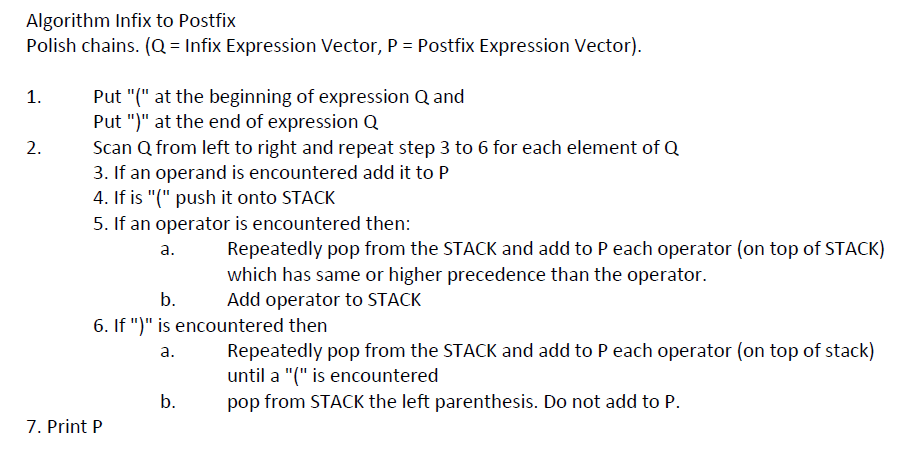 Algorithm Infix to Postfix
Polish chains. (Q = Infix Expression Vector, P = Postfix Expression Vector).
1. Put "(" at the beginning of expression Q and
Put ")" at the end of expression Q
2. Scan Q from left to right and repeat step 3 to 6 for each element of Q
3. If an operand is encountered add it to P
4. If is "(" push it onto STACK
5. If an operator is encountered then:
a. Repeatedly pop from the STACK and add to P each operator (on top of STACK)
which has same or higher precedence than the operator.
b. Add operator to STACK
6. If ")" is encountered then
a. Repeatedly pop from the STACK and add to P each operator (on top of stack)
until a "(" is encountered
b. pop from STACK the left parenthesis. Do not add to P.
7. Print P